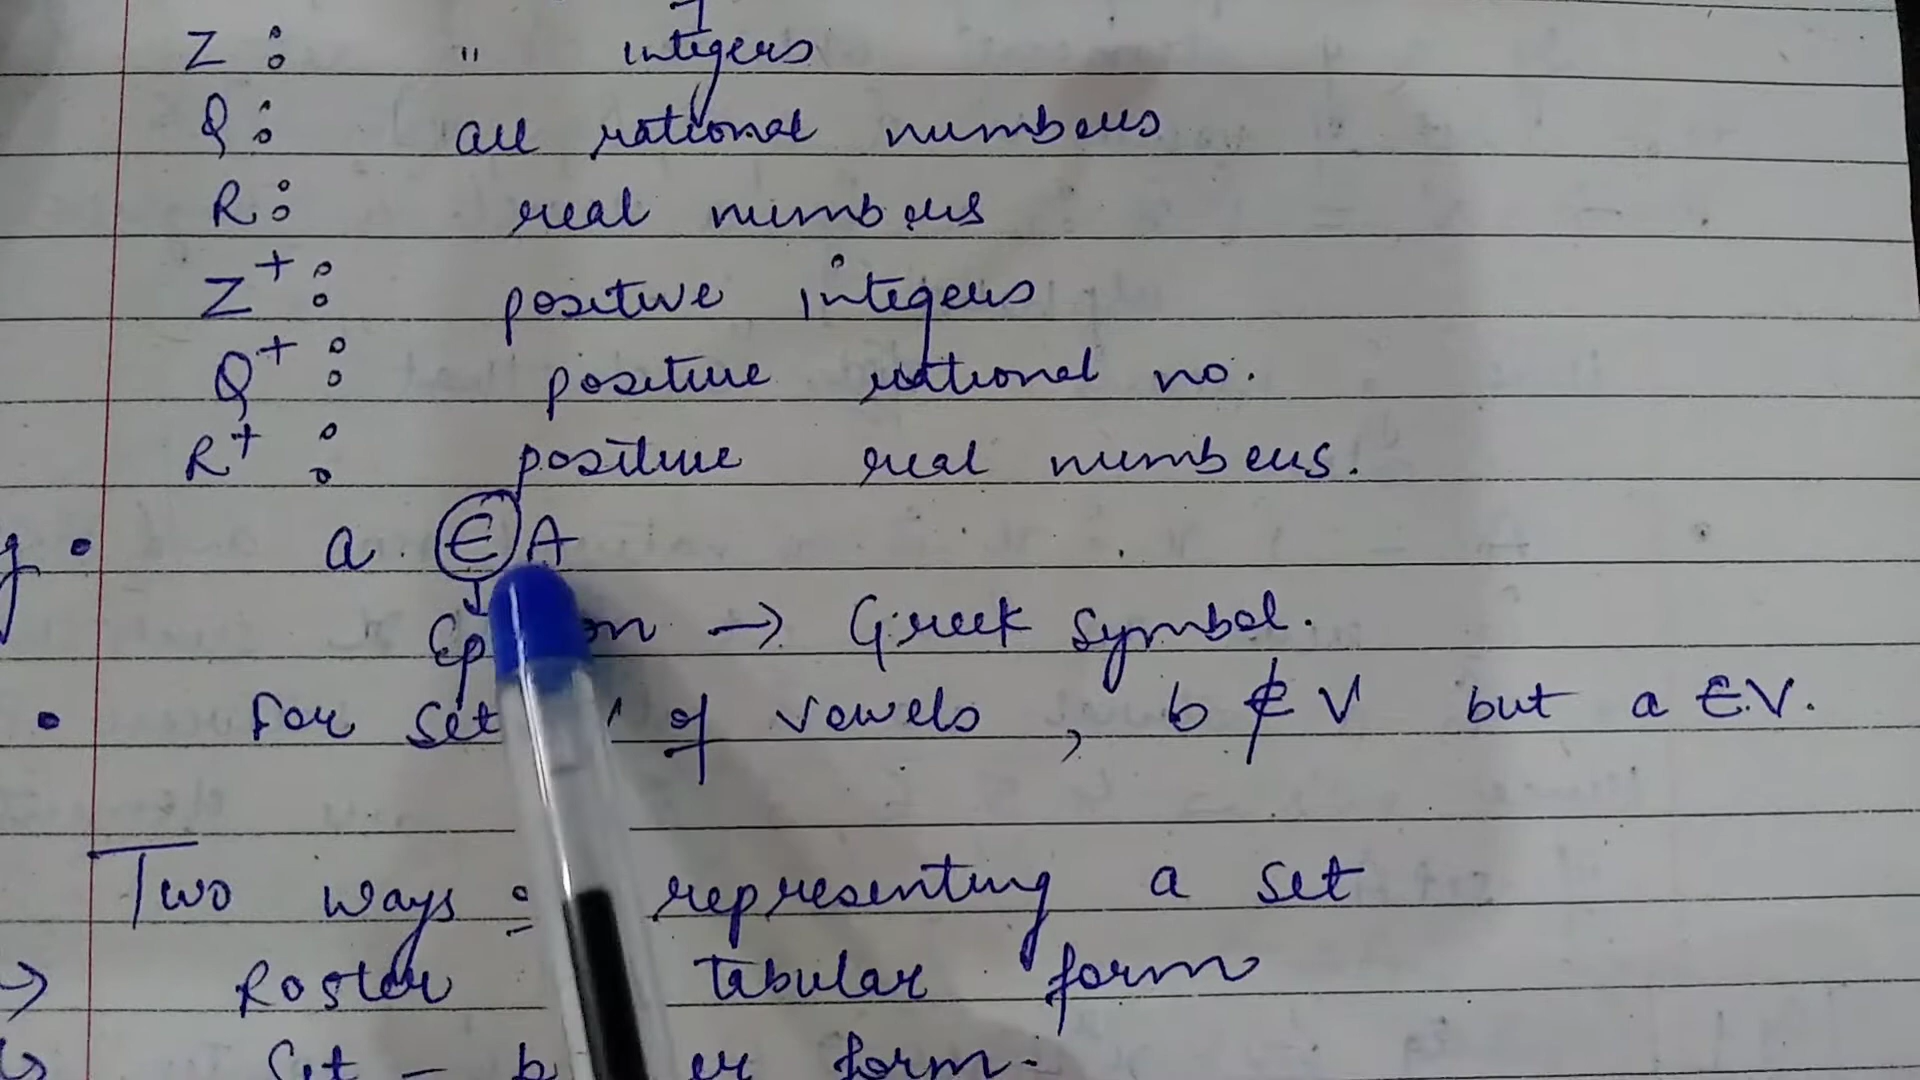 Z : " integers
Q : all rational numbers
R : real numbers
Z+ : positive integers
Q+ : positive rational no.
R+ : positive real numbers.
• a ∈ A
→ Greek Symbol.
• For set of vowels, b ∉ V but a ∈ V.
Two ways representing a set
→ Roster tabular form
Set - form.